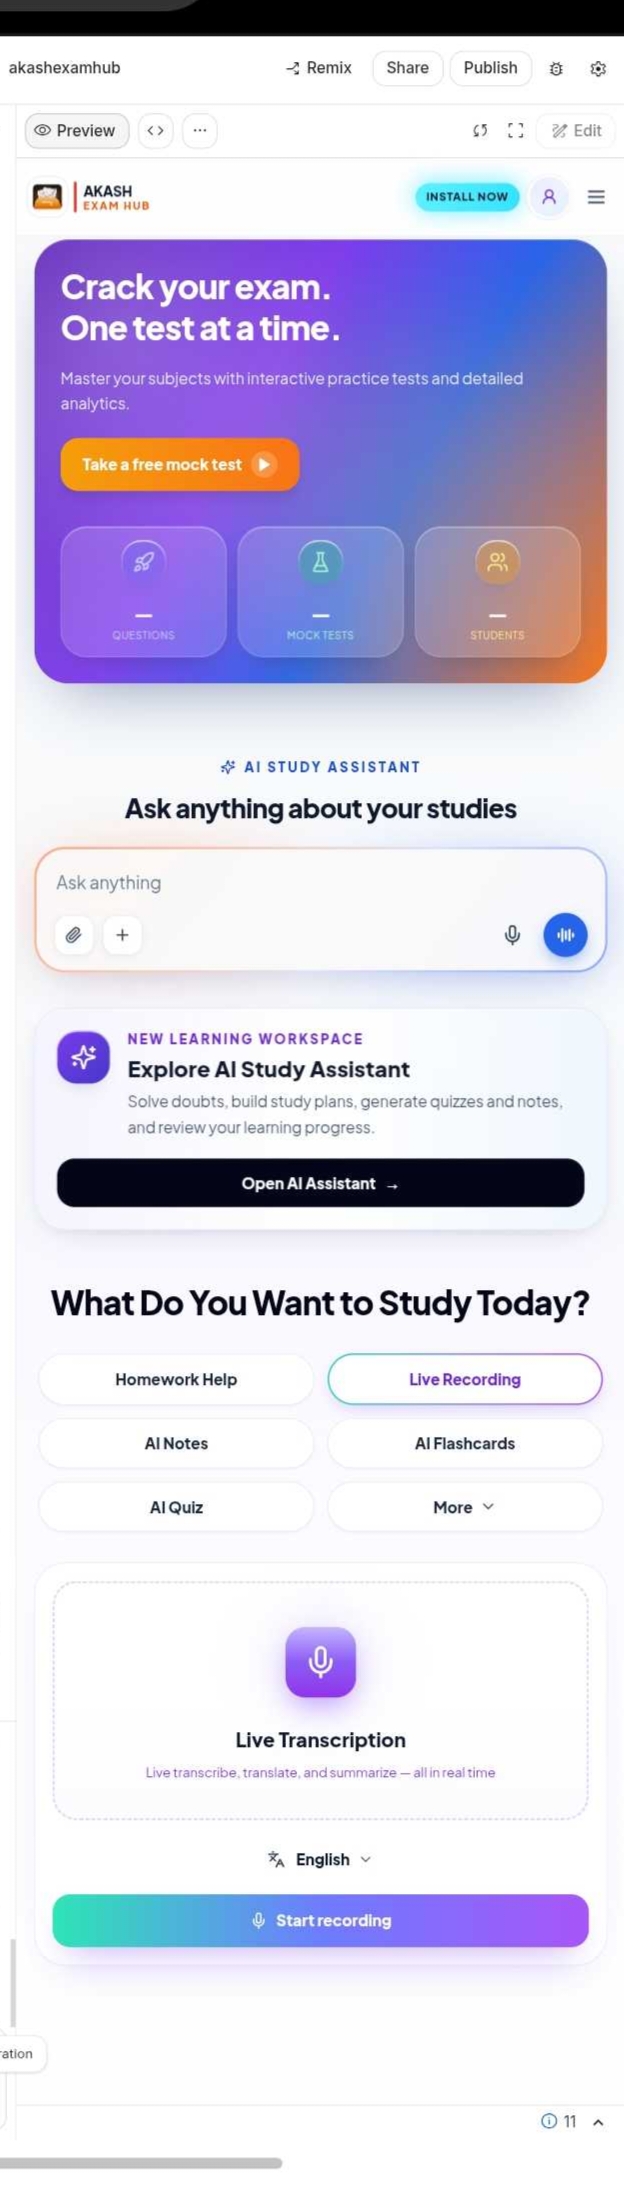 akashexamhub
Remix
Share
Publish
Preview
Edit
AKASH
EXAM HUB
INSTALL NOW
Crack your exam.
One test at a time.
Master your subjects with interactive practice tests and detailed
analytics.
Take a free mock test
—
—
—
QUESTIONS
MOCK TESTS
STUDENTS
AI STUDY ASSISTANT
Ask anything about your studies
Ask anything
NEW LEARNING WORKSPACE
Explore AI Study Assistant
Solve doubts, build study plans, generate quizzes and notes,
and review your learning progress.
Open AI Assistant →
What Do You Want to Study Today?
Homework Help
Live Recording
AI Notes
AI Flashcards
AI Quiz
More
Live Transcription
Live transcribe, translate, and summarize — all in real time
English
Start recording
ration
11